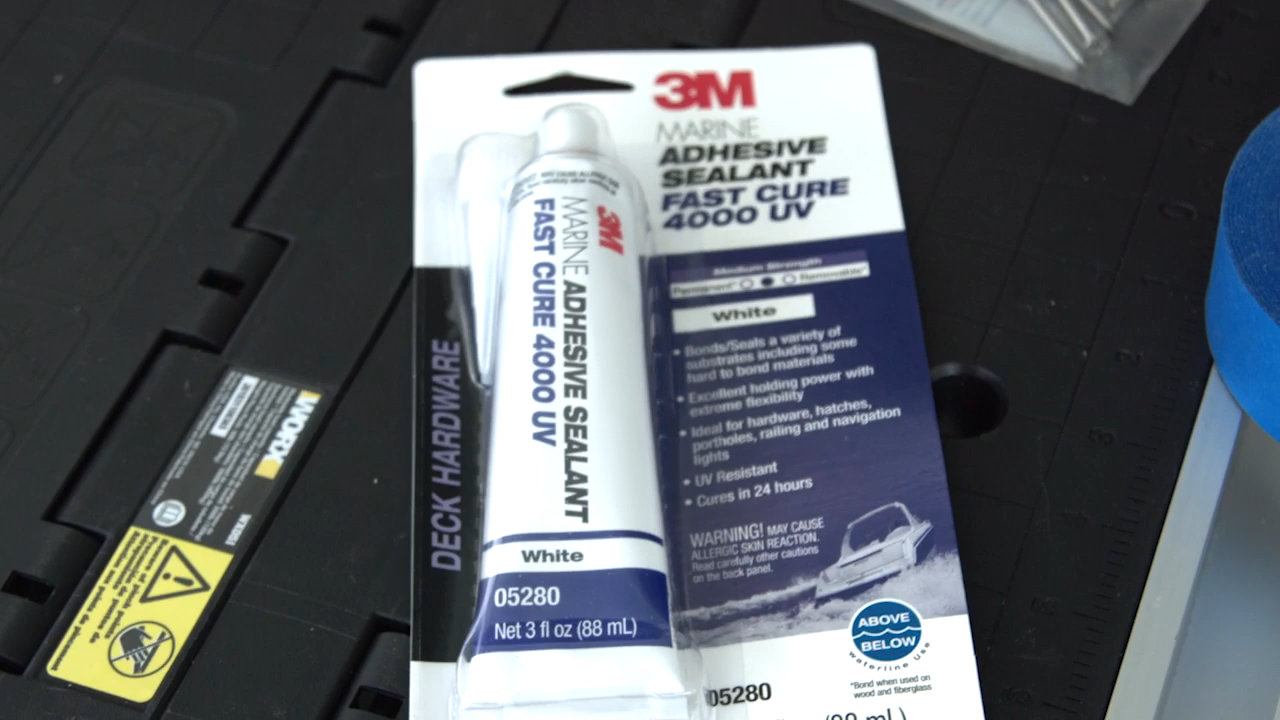 3M
MARINE
ADHESIVE
SEALANT
FAST CURE
4000 UV
Medium Strength
Permanent* Removable*
White
• Bonds/Seals a variety of
substrates including some
hard to bond materials
• Excellent holding power with
extreme flexibility
• Ideal for hardware, hatches,
portholes, railing and navigation
lights
• UV Resistant
• Cures in 24 hours
WARNING! MAY CAUSE
ALLERGIC SKIN REACTION.
Read carefully other cautions
on the back panel.
ABOVE
BELOW
waterline Use
*Bond when used on
wood and fiberglass
05280
DECK HARDWARE
3M
MARINE ADHESIVE SEALANT
FAST CURE 4000 UV
White
05280
Net 3 fl oz (88 mL)
WORX